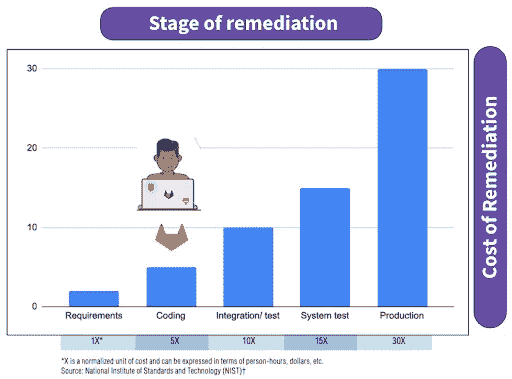 Stage of remediation
30
20
10
0
Requirements Coding Integration/ test System test Production
1X* 5X 10X 15X 30X
Cost of Remediation
*X is a normalized unit of cost and can be expressed in terms of person-hours, dollars, etc.
Source: National Institute of Standards and Technology (NIST)†